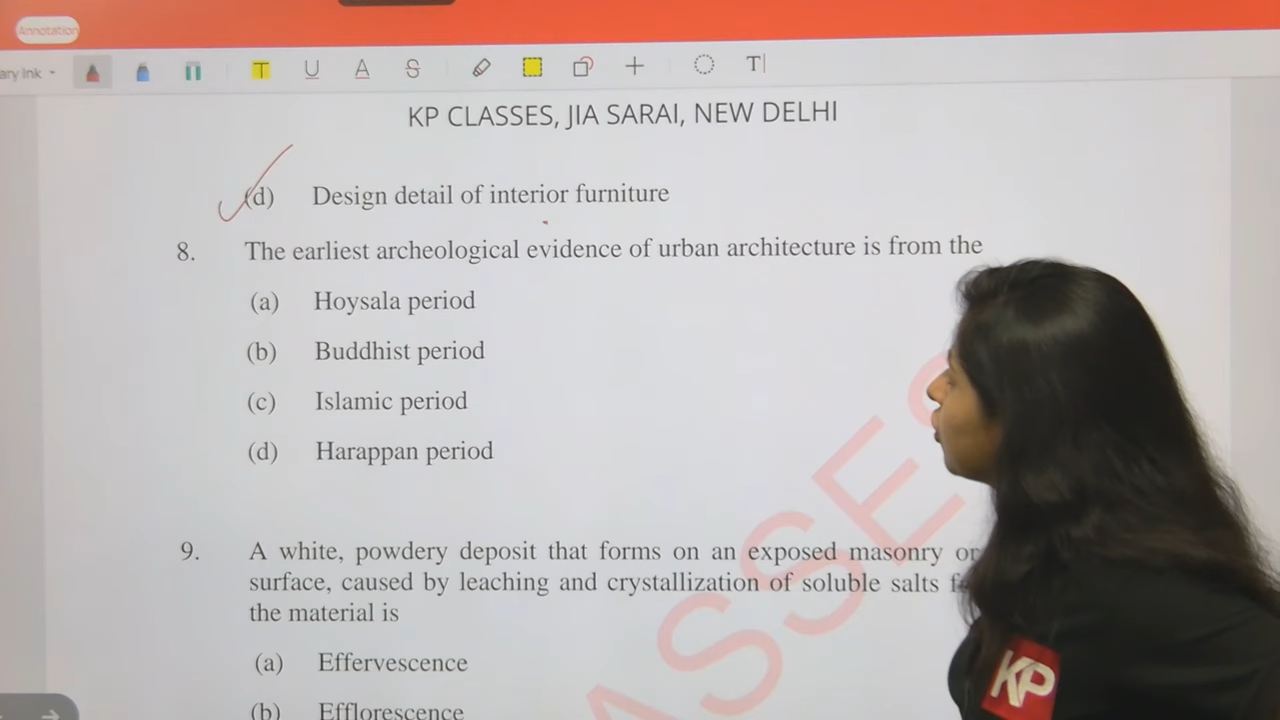 Annotation
ary Ink
T U A S T
KP CLASSES, JIA SARAI, NEW DELHI
(d) Design detail of interior furniture
8. The earliest archeological evidence of urban architecture is from the
(a) Hoysala period
(b) Buddhist period
(c) Islamic period
(d) Harappan period
9. A white, powdery deposit that forms on an exposed masonry or
surface, caused by leaching and crystallization of soluble salts
the material is
(a) Effervescence
(b) Efflorescence
ASSES
KP